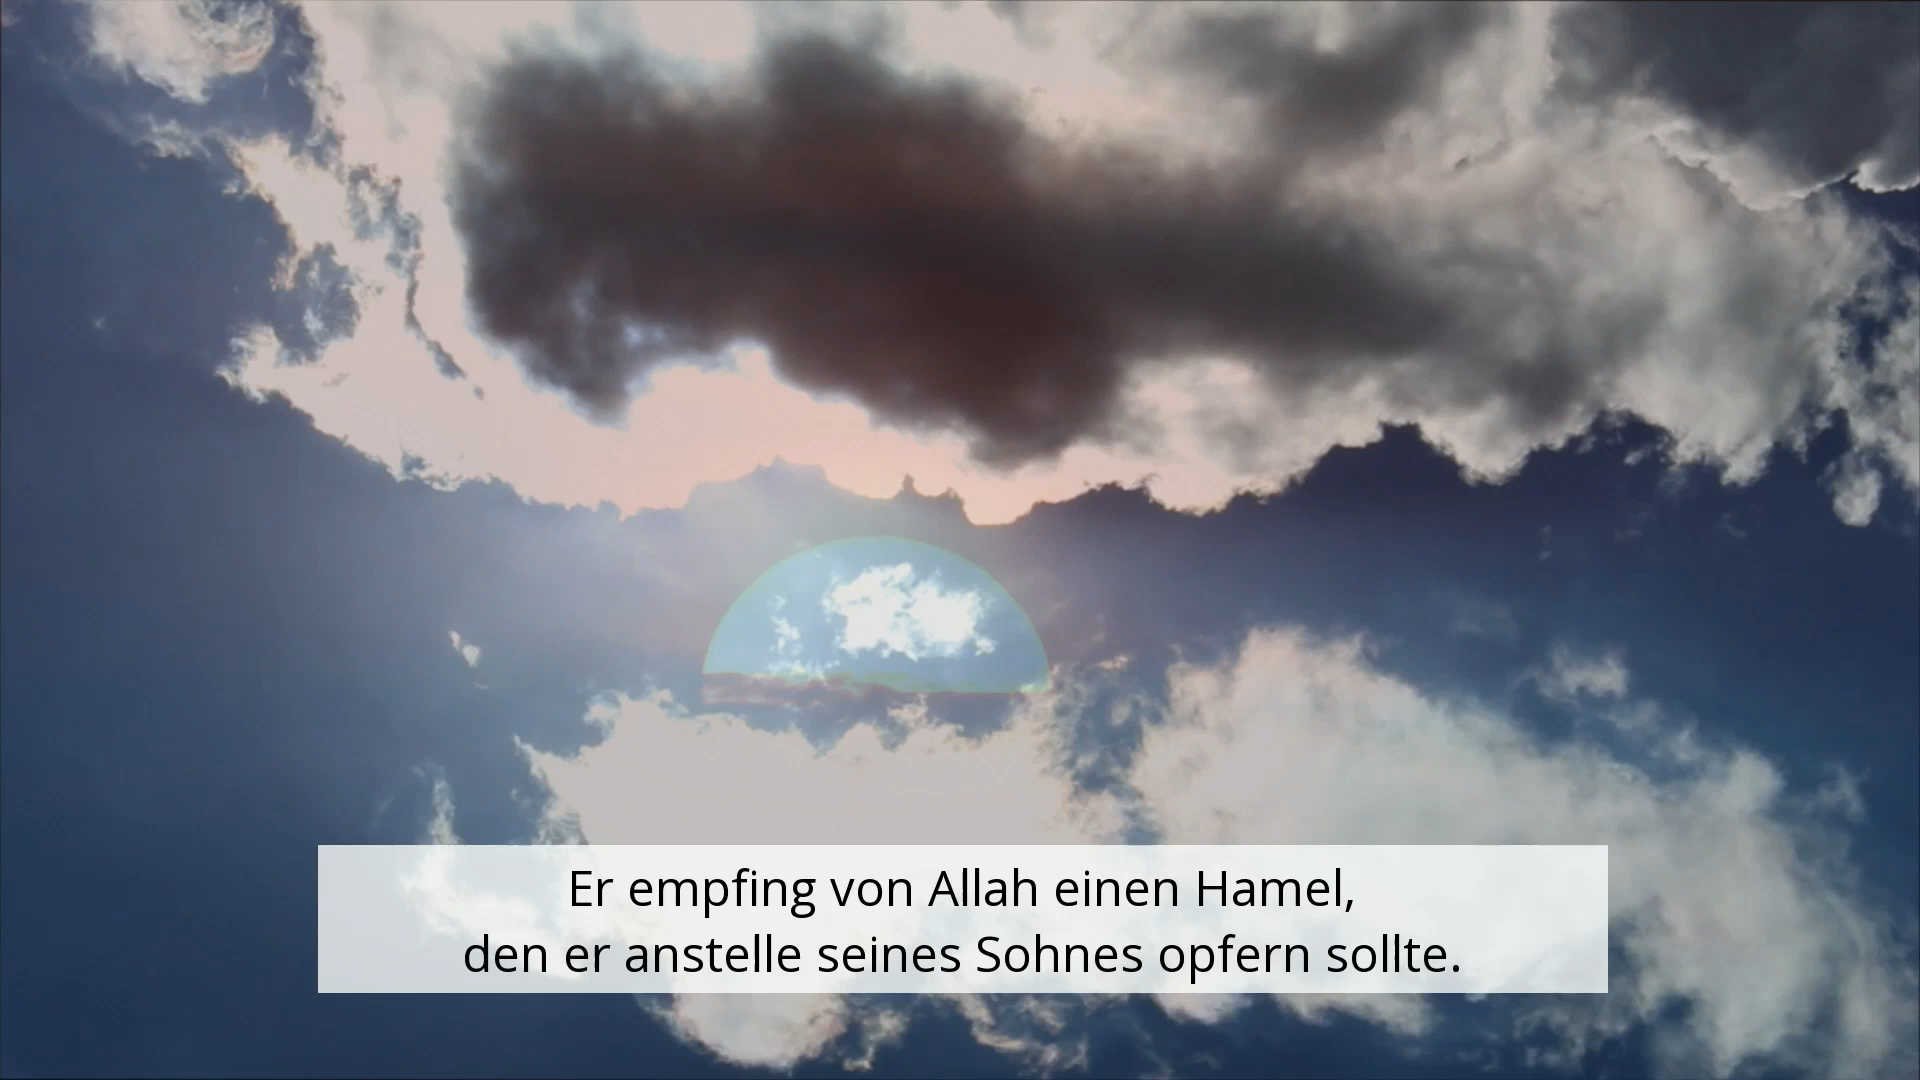 Er empfing von Allah einen Hamel,
den er anstelle seines Sohnes opfern sollte.